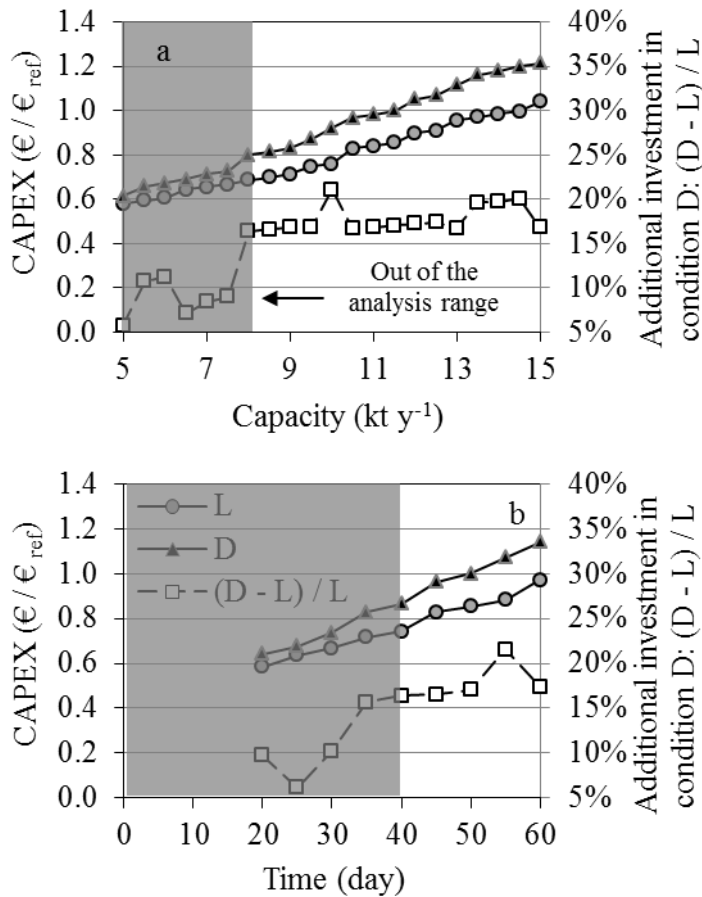 1.4
1.2
1.0
0.8
0.6
0.4
0.2
0.0
CAPEX (€ / € ref)
a
40%
35%
30%
25%
20%
15%
10%
5%
Additional investment in
condition D: (D - L) / L
Out of the
analysis range
5 7 9 11 13 15
Capacity (kt y-1)
1.4
1.2
1.0
0.8
0.6
0.4
0.2
0.0
CAPEX (€ / € ref)
L
D
(D - L) / L
b
40%
35%
30%
25%
20%
15%
10%
5%
Additional investment in
condition D: (D - L) / L
0 10 20 30 40 50 60
Time (day)